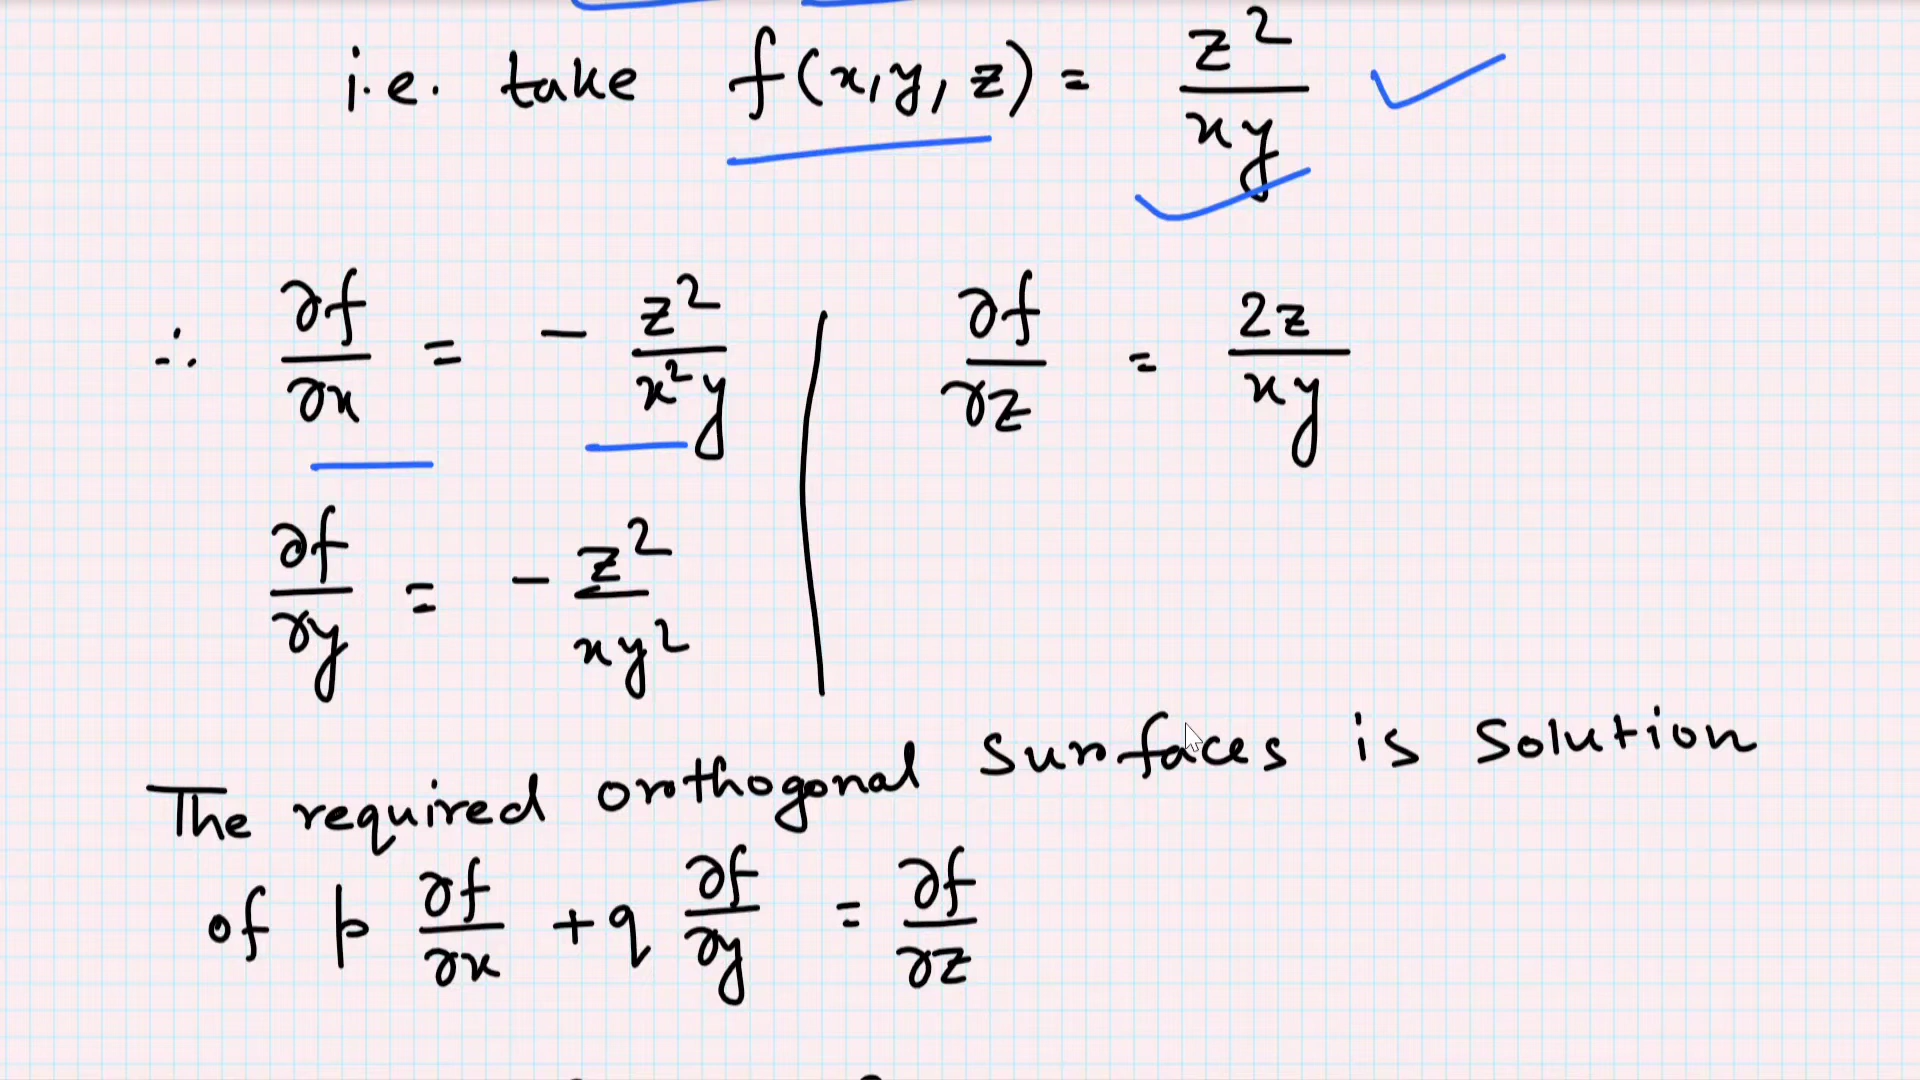 i.e. take f(x,y,z) = z²/xy
∴ ∂f/∂x = - z²/x²y | ∂f/∂z = 2z/xy
∂f/∂y = - z²/xy²
The required orthogonal surfaces is solution
of p ∂f/∂x + q ∂f/∂y = ∂f/∂z